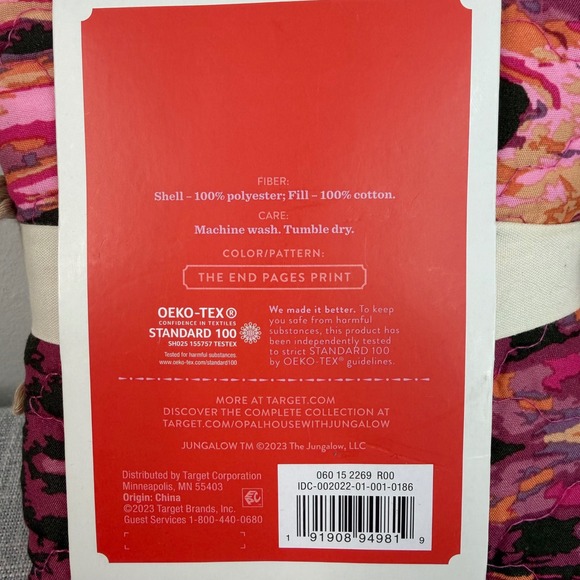 FIBER:
Shell – 100% polyester; Fill – 100% cotton.
CARE:
Machine wash. Tumble dry.
COLOR/PATTERN:
THE END PAGES PRINT
OEKO-TEX®
CONFIDENCE IN TEXTILES
STANDARD 100
SH025 155757 TESTEX
Tested for harmful substances.
www.oeko-tex.com/standard100
We made it better. To keep
you safe from harmful
substances, this product has
been independently tested
to strict STANDARD 100
by OEKO-TEX® guidelines.
MORE AT TARGET.COM
DISCOVER THE COMPLETE COLLECTION AT
TARGET.COM/OPALHOUSEWITHJUNGALOW
JUNGALOW ™©2023 The Jungalow, LLC
Distributed by Target Corporation
Minneapolis, MN 55403
Origin: China
©2023 Target Brands, Inc.
Guest Services 1-800-440-0680
060 15 2269 R00
IDC-002022-01-001-0186
1 91908 94981 9